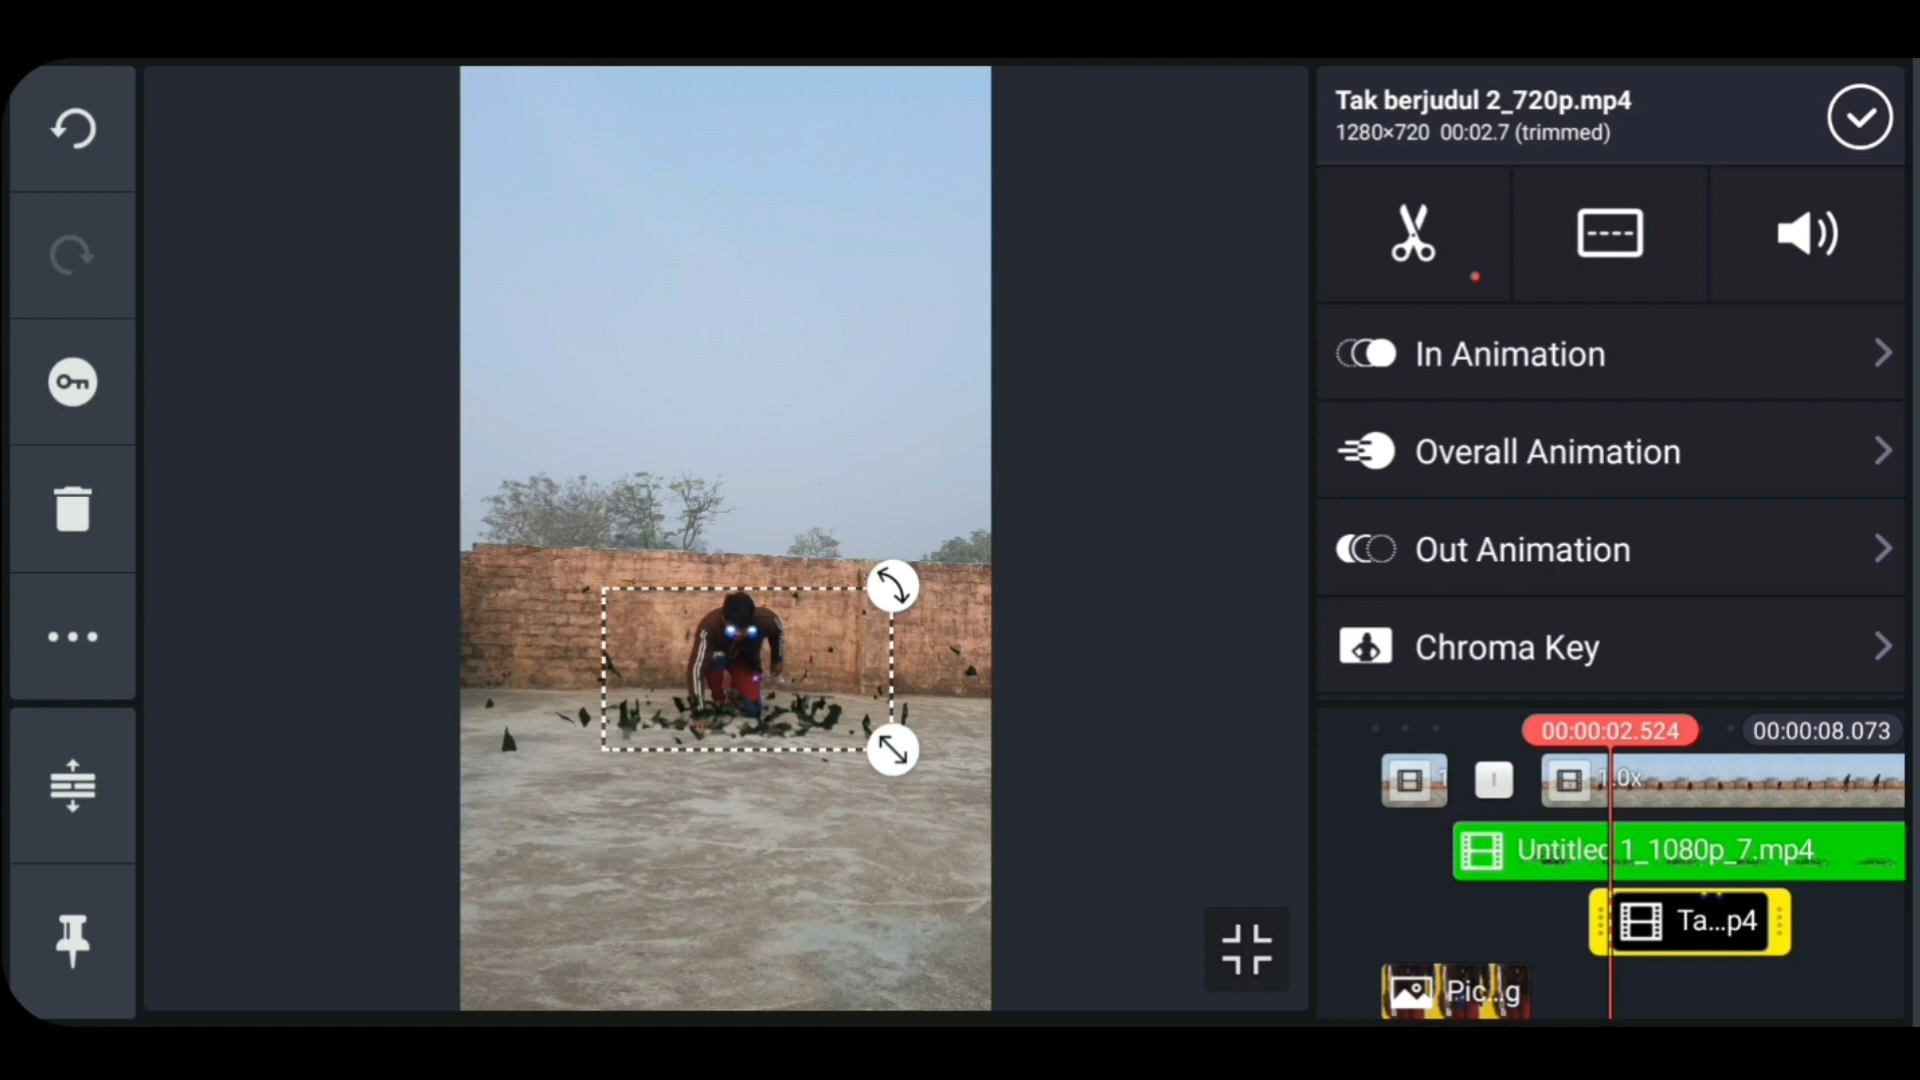 Tak berjudul 2_720p.mp4
1280×720 00:02.7 (trimmed)
In Animation
Overall Animation
Out Animation
Chroma Key
00:00:02.524
00:00:08.073
1
1.0x
Untitled 1_1080p_7.mp4
Ta...p4
Pic...g